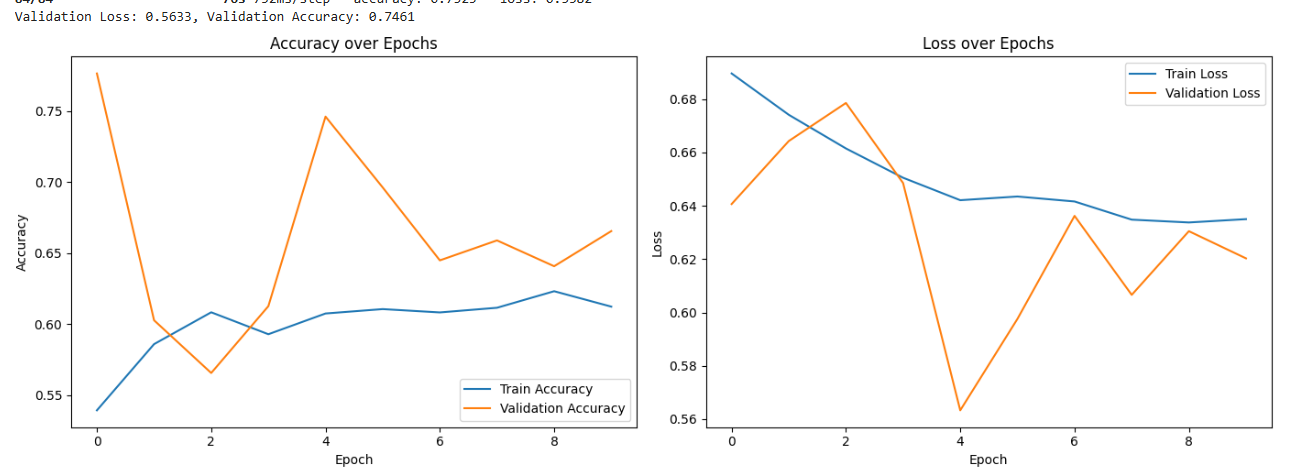 Validation Loss: 0.5633, Validation Accuracy: 0.7461
Accuracy over Epochs
Accuracy
0.75
0.70
0.65
0.60
0.55
0
2
4
6
8
Epoch
Train Accuracy
Validation Accuracy
Loss over Epochs
Loss
0.68
0.66
0.64
0.62
0.60
0.58
0.56
0
2
4
6
8
Epoch
Train Loss
Validation Loss